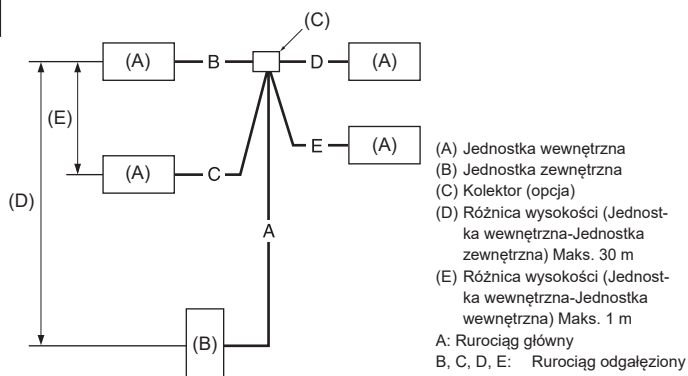 (C)
(A) B D (A)
(E)
(A) C E (A)
(D)
A
(B)
(A) Jednostka wewnętrzna
(B) Jednostka zewnętrzna
(C) Kolektor (opcja)
(D) Różnica wysokości (Jednost-
ka wewnętrzna-Jednostka
zewnętrzna) Maks. 30 m
(E) Różnica wysokości (Jednost-
ka wewnętrzna-Jednostka
wewnętrzna) Maks. 1 m
A: Rurociąg główny
B, C, D, E: Rurociąg odgałęziony